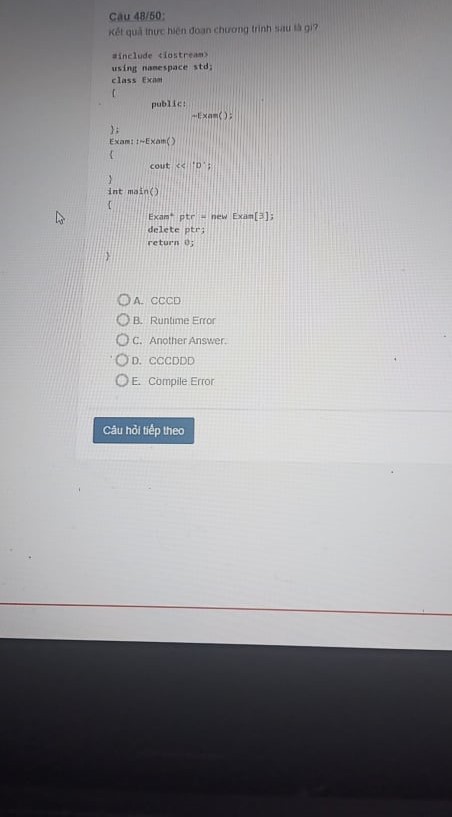 Câu 48/50:
Kết quả thực hiện đoạn chương trình sau là gì?
#include <iostream>
using namespace std;
class Exam
{
public:
~Exam();
};
Exam::~Exam()
{
cout << 'D';
}
int main()
{
Exam* ptr = new Exam[3];
delete ptr;
return 0;
}
A. CCCD
B. Runtime Error
C. Another Answer.
D. CCCDDD
E. Compile Error
Câu hỏi tiếp theo